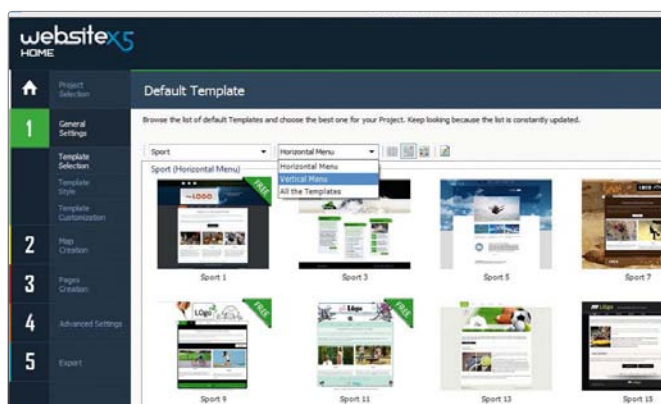 websitex5
HOME
Project
Selection
Default Template
1
General
Settings
Browse the list of default Templates and choose the best one for your Project. Keep looking because the list is constantly updated.
Template
Selection
Sport
Horizontal Menu
Horizontal Menu
Vertical Menu
All the Templates
Sport (Horizontal Menu)
Template
Style
Template
Customization
LOGO
FREE
2
Map
Creation
Sport 1
Sport 3
Sport 5
Sport 7
3
Pages
Creation
4
Advanced Settings
Logo
FREE
Logo
FREE
5
Export
Sport 9
Sport 11
Sport 13
Sport 15